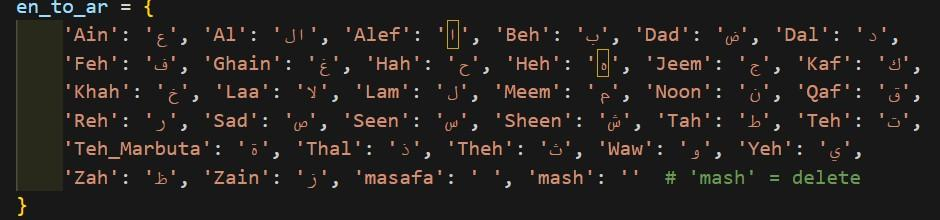 en_to_ar = {
'Ain': 'ع', 'Al': 'ال', 'Alef': 'ا', 'Beh': 'ب', 'Dad': 'ض', 'Dal': 'د',
'Feh': 'ف', 'Ghain': 'غ', 'Hah': 'ح', 'Heh': 'ه', 'Jeem': 'ج', 'Kaf': 'ك',
'Khah': 'خ', 'Laa': 'لا', 'Lam': 'ل', 'Meem': 'م', 'Noon': 'ن', 'Qaf': 'ق',
'Reh': 'ر', 'Sad': 'ص', 'Seen': 'س', 'Sheen': 'ش', 'Tah': 'ط', 'Teh': 'ت',
'Teh_Marbuta': 'ة', 'Thal': 'ذ', 'Theh': 'ث', 'Waw': 'و', 'Yeh': 'ي',
'Zah': 'ظ', 'Zain': 'ز', 'masafa': ' ', 'mash': ''  # 'mash' = delete
}